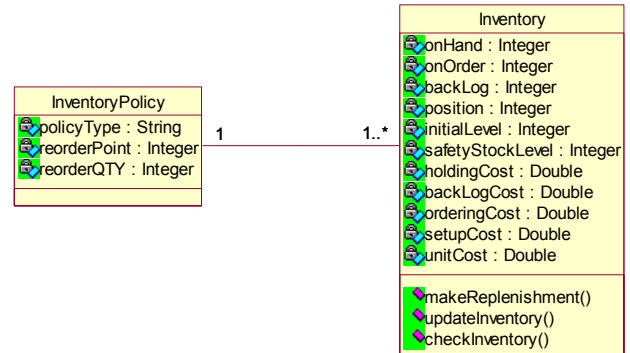 InventoryPolicy
policyType : String
reorderPoint : Integer
reorderQTY : Integer
1
1..*
Inventory
onHand : Integer
onOrder : Integer
backLog : Integer
position : Integer
initialLevel : Integer
safetyStockLevel : Integer
holdingCost : Double
backLogCost : Double
orderingCost : Double
setupCost : Double
unitCost : Double
makeReplenishment()
updateInventory()
checkInventory()